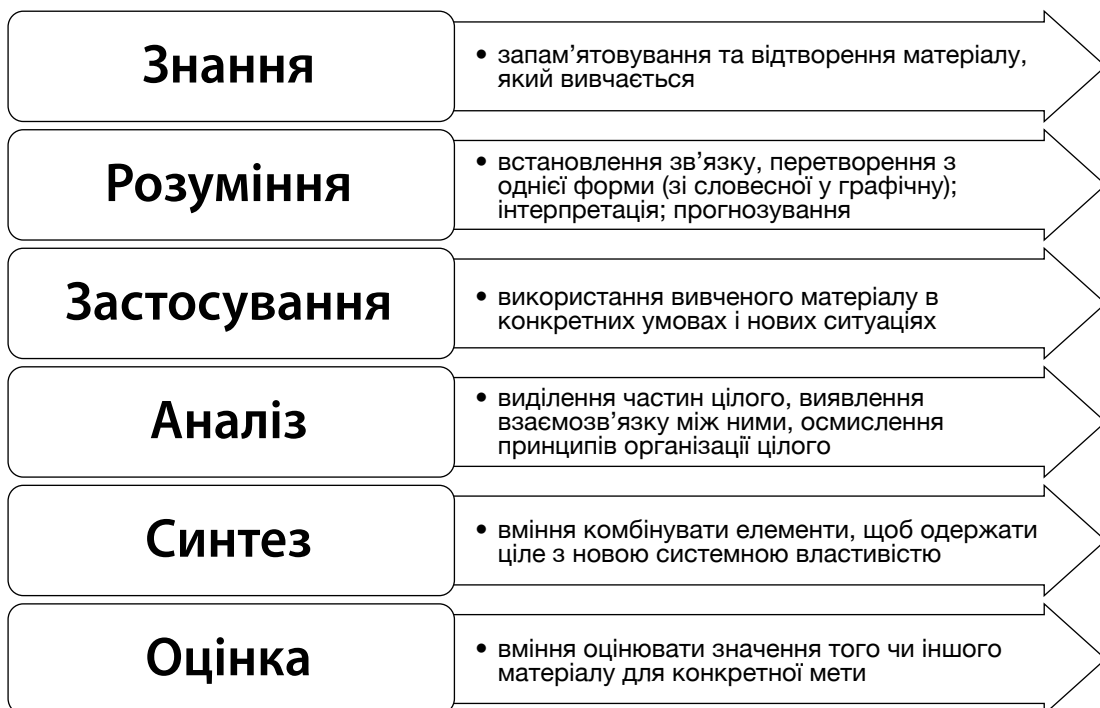 Знання
• запам’ятовування та відтворення матеріалу,
який вивчається
Розуміння
• встановлення зв’язку, перетворення з
однієї форми (зі словесної у графічну);
інтерпретація; прогнозування
Застосування
• використання вивченого матеріалу в
конкретних умовах і нових ситуаціях
Аналіз
• виділення частин цілого, виявлення
взаємозв’язку між ними, осмислення
принципів організації цілого
Синтез
• вміння комбінувати елементи, щоб одержати
ціле з новою системною властивістю
Оцінка
• вміння оцінювати значення того чи іншого
матеріалу для конкретної мети